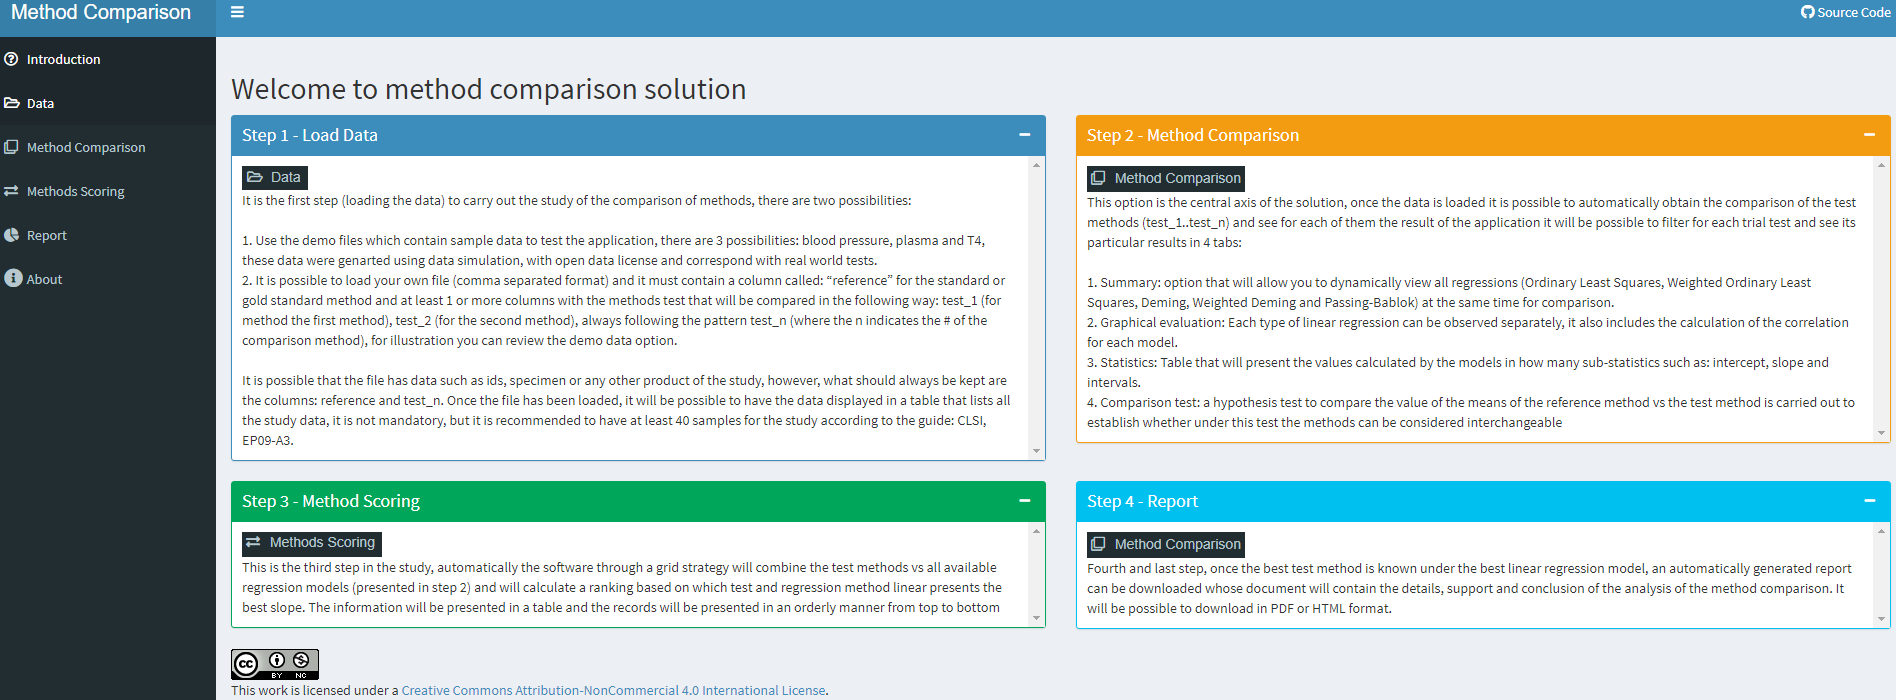 Method Comparison
Source Code
Introduction
Data
Method Comparison
Methods Scoring
Report
About
Welcome to method comparison solution
Step 1 - Load Data
Data
It is the first step (loading the data) to carry out the study of the comparison of methods, there are two possibilities:
1. Use the demo files which contain sample data to test the application, there are 3 possibilities: blood pressure, plasma and T4,
these data were genarted using data simulation, with open data license and correspond with real world tests.
2. It is possible to load your own file (comma separated format) and it must contain a column called: “reference” for the standard or
gold standard method and at least 1 or more columns with the methods test that will be compared in the following way: test_1 (for
method the first method), test_2 (for the second method), always following the pattern test_n (where the n indicates the # of the
comparison method), for illustration you can review the demo data option.
It is possible that the file has data such as ids, specimen or any other product of the study, however, what should always be kept are
the columns: reference and test_n. Once the file has been loaded, it will be possible to have the data displayed in a table that lists all
the study data, it is not mandatory, but it is recommended to have at least 40 samples for the study according to the guide: CLSI,
EP09-A3.
Step 2 - Method Comparison
Method Comparison
This option is the central axis of the solution, once the data is loaded it is possible to automatically obtain the comparison of the test
methods (test_1..test_n) and see for each of them the result of the application it will be possible to filter for each trial test and see its
particular results in 4 tabs:
1. Summary: option that will allow you to dynamically view all regressions (Ordinary Least Squares, Weighted Ordinary Least
Squares, Deming, Weighted Deming and Passing-Bablok) at the same time for comparison.
2. Graphical evaluation: Each type of linear regression can be observed separately, it also includes the calculation of the correlation
for each model.
3. Statistics: Table that will present the values calculated by the models in how many sub-statistics such as: intercept, slope and
intervals.
4. Comparison test: a hypothesis test to compare the value of the means of the reference method vs the test method is carried out to
establish whether under this test the methods can be considered interchangeable
Step 3 - Method Scoring
Methods Scoring
This is the third step in the study, automatically the software through a grid strategy will combine the test methods vs all available
regression models (presented in step 2) and will calculate a ranking based on which test and regression method linear presents the
best slope. The information will be presented in a table and the records will be presented in an orderly manner from top to bottom
Step 4 - Report
Method Comparison
Fourth and last step, once the best test method is known under the best linear regression model, an automatically generated report
can be downloaded whose document will contain the details, support and conclusion of the analysis of the method comparison. It
will be possible to download in PDF or HTML format.
cc
BY NC
This work is licensed under a Creative Commons Attribution-NonCommercial 4.0 International License.